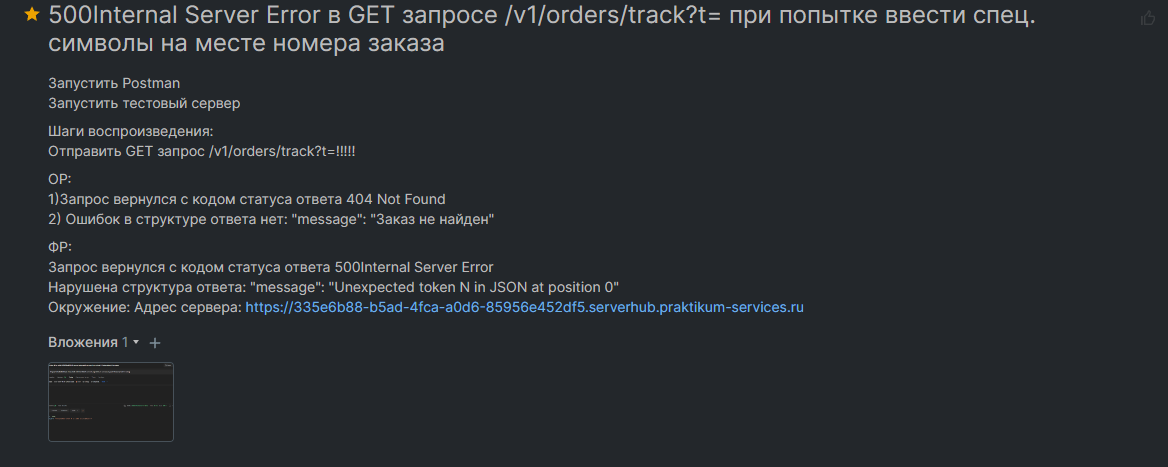 500Internal Server Error в GET запросе /v1/orders/track?t= при попытке ввести спец.
символы на месте номера заказа
Запустить Postman
Запустить тестовый сервер
Шаги воспроизведения:
Отправить GET запрос /v1/orders/track?t=!!!!!
ОР:
1)Запрос вернулся с кодом статуса ответа 404 Not Found
2) Ошибок в структуре ответа нет: "message": "Заказ не найден"
ФР:
Запрос вернулся с кодом статуса ответа 500Internal Server Error
Нарушена структура ответа: "message": "Unexpected token N in JSON at position 0"
Окружение: Адрес сервера: https://335e6b88-b5ad-4fca-a0d6-85956e452df5.serverhub.praktikum-services.ru
Вложения 1